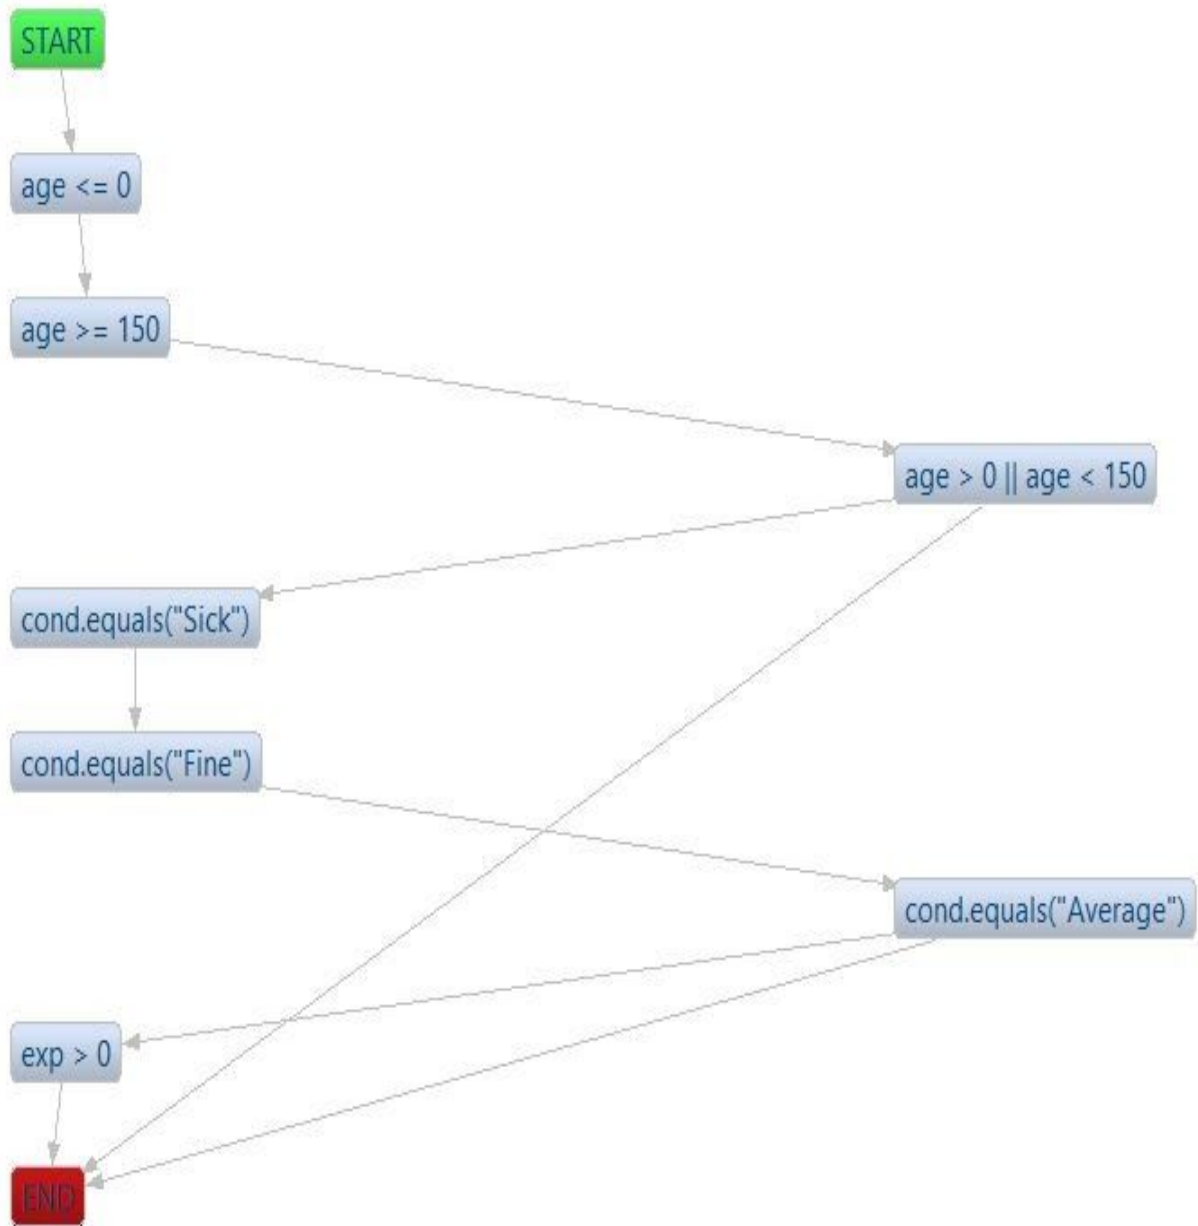 START
age <= 0
age >= 150
age > 0 || age < 150
cond.equals("Sick")
cond.equals("Fine")
cond.equals("Average")
exp > 0
END